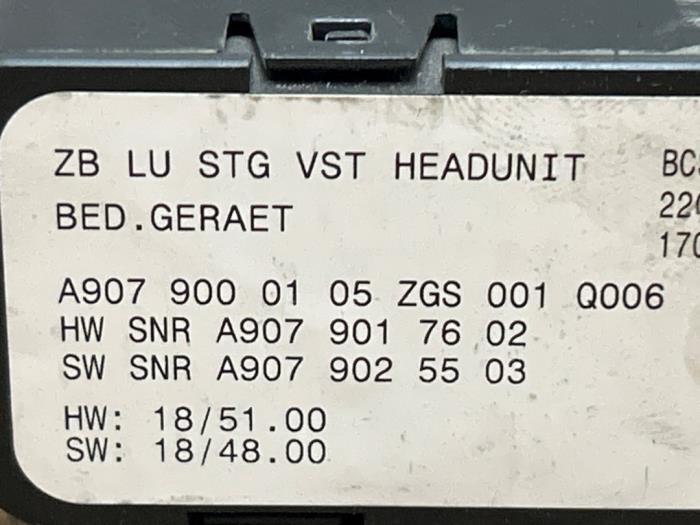 ZB LU STG VST HEADUNIT
BED.GERAET
A907 900 01 05 ZGS 001 Q006
HW SNR A907 901 76 02
SW SNR A907 902 55 03
HW: 18/51.00
SW: 18/48.00